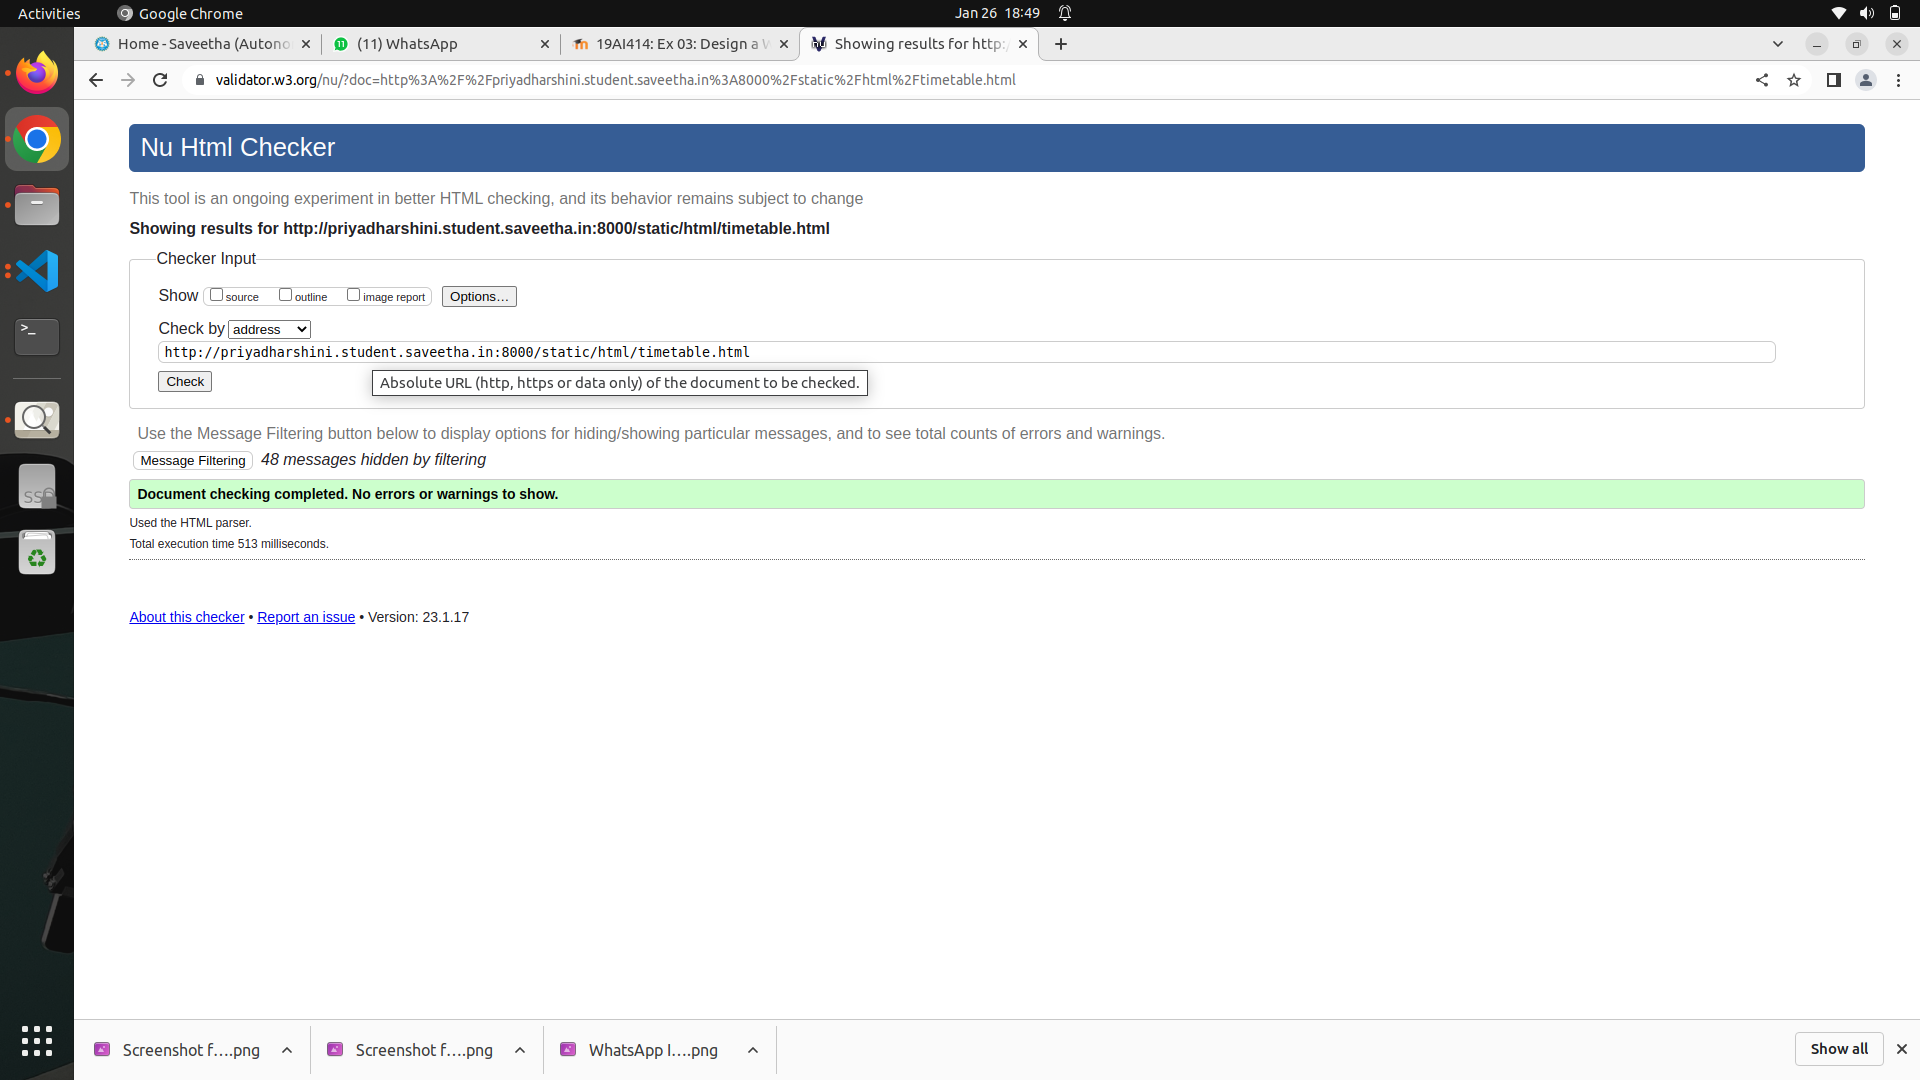 Activities
Google Chrome
Jan 26 18:49
Home - Saveetha (Autono
(11) WhatsApp
19AI414: Ex 03: Design a W
Showing results for http:/
validator.w3.org/nu/?doc=http%3A%2F%2Fpriyadharshini.student.saveetha.in%3A8000%2Fstatic%2Fhtml%2Ftimetable.html
Nu Html Checker
This tool is an ongoing experiment in better HTML checking, and its behavior remains subject to change
Showing results for http://priyadharshini.student.saveetha.in:8000/static/html/timetable.html
Checker Input
Show source outline image report Options…
Check by address
http://priyadharshini.student.saveetha.in:8000/static/html/timetable.html
Check
Absolute URL (http, https or data only) of the document to be checked.
Use the Message Filtering button below to display options for hiding/showing particular messages, and to see total counts of errors and warnings.
Message Filtering 48 messages hidden by filtering
Document checking completed. No errors or warnings to show.
Used the HTML parser.
Total execution time 513 milliseconds.
About this checker • Report an issue • Version: 23.1.17
Screenshot f….png
Screenshot f….png
WhatsApp I….png
Show all